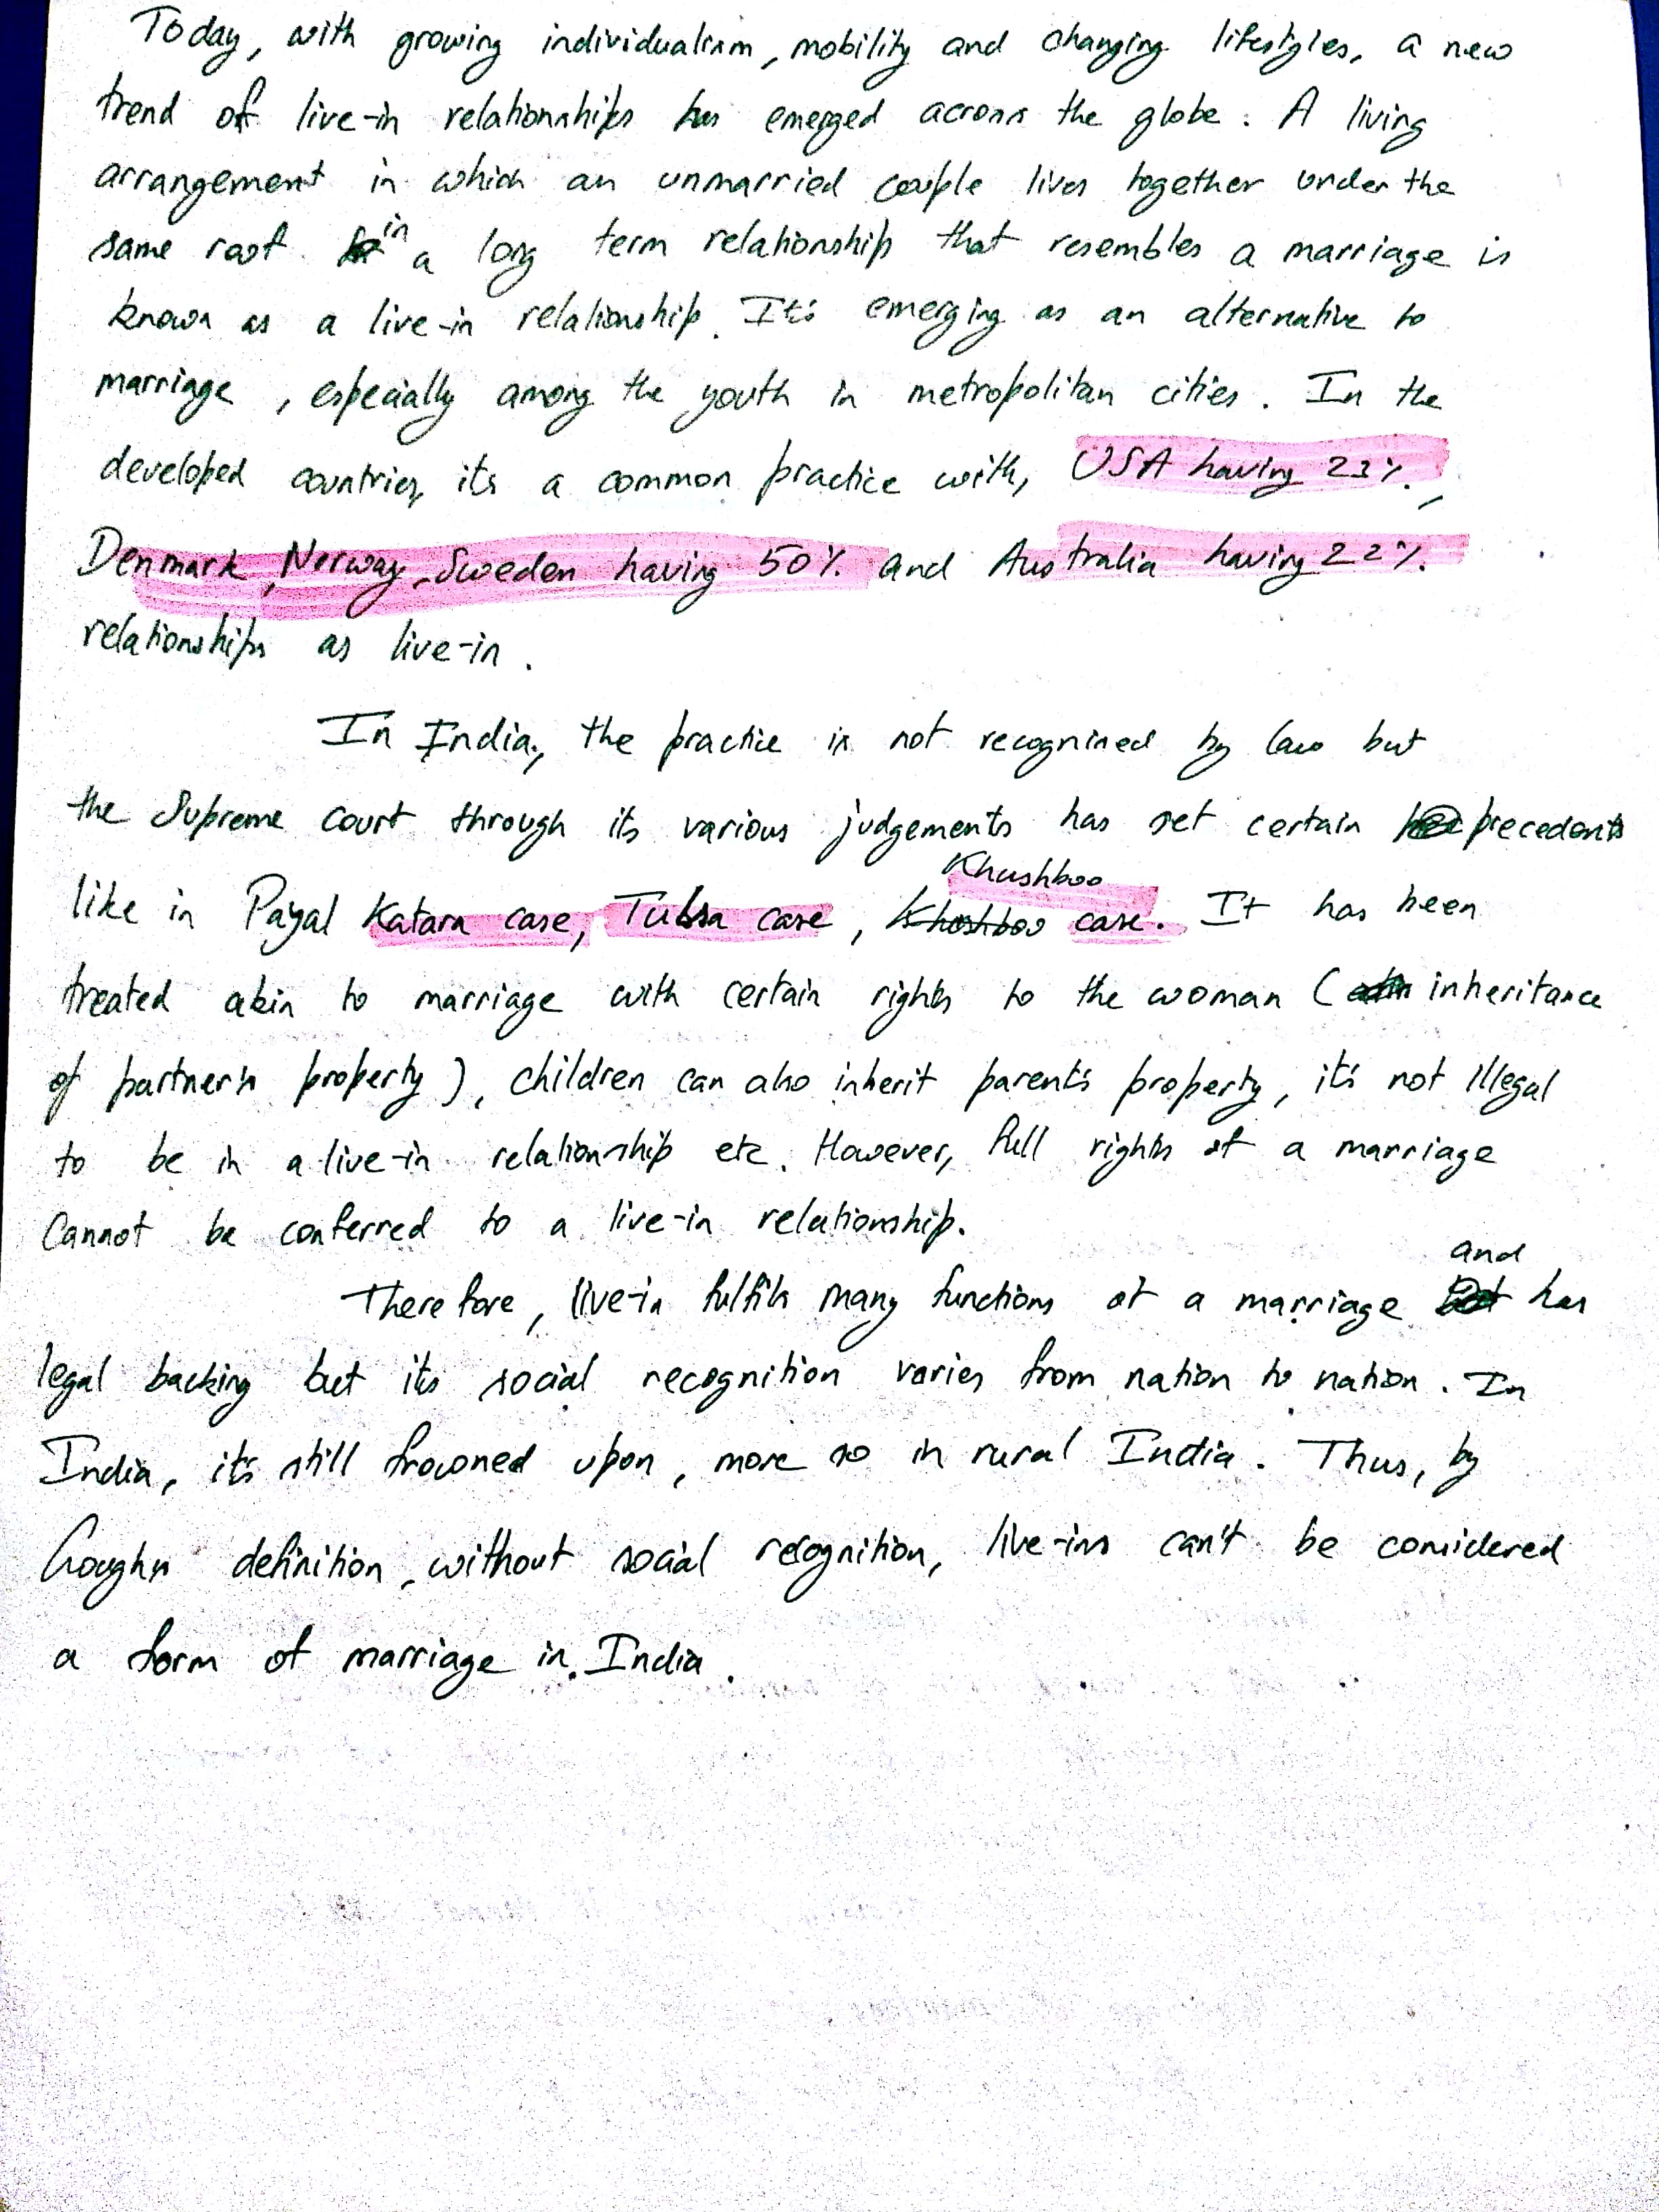 Today, with growing individualism, mobility and changing lifestyles, a new
trend of live-in relationships has emerged across the globe. A living
arrangement in which an unmarried couple lives together under the
same roof in a long term relationship that resembles a marriage is
known as a live-in relationship. It's emerging as an alternative to
marriage, especially among the youth in metropolitan cities. In the
developed countries, its a common practice with, USA having 23%,
Denmark, Norway, Sweden having 50% and Australia having 22%
relationships as live-in.
In India, the practice is not recognised by law but
the Supreme court through its various judgements has set certain precedents
like in Payal Katara case, Tulsa case, Khushboo case. It has been
treated akin to marriage with certain rights to the woman (inheritance
of partner's property), children can also inherit parent's property, it's not illegal
to be in a live-in relationship etc. However, full rights of a marriage
cannot be conferred to a live-in relationship.
Therefore, live-in fulfils many functions of a marriage and has
legal backing but its social recognition varies from nation to nation. In
India, it's still frowned upon, more so in rural India. Thus, by
Gough's definition, without social recognition, live-ins can't be considered
a form of marriage in India.